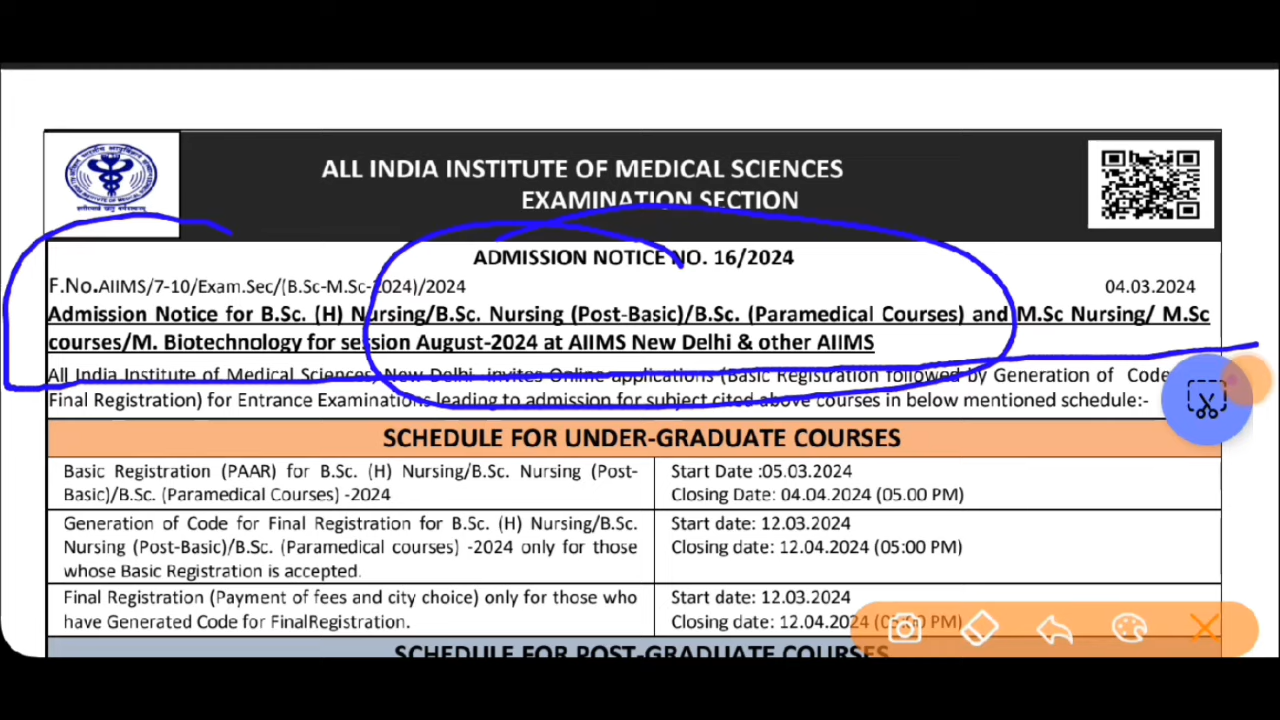 ALL INDIA INSTITUTE OF MEDICAL SCIENCES
EXAMINATION SECTION
ADMISSION NOTICE NO. 16/2024
F.No.AIIMS/7-10/Exam.Sec/(B.Sc-M.Sc-2024)/2024 04.03.2024
Admission Notice for B.Sc. (H) Nursing/B.Sc. Nursing (Post-Basic)/B.Sc. (Paramedical Courses) and M.Sc Nursing/ M.Sc
courses/M. Biotechnology for session August-2024 at AIIMS New Delhi & other AIIMS
All India Institute of Medical Sciences, New Delhi invites Online applications (Basic Registration followed by Generation of Code
Final Registration) for Entrance Examinations leading to admission for subject cited above courses in below mentioned schedule:-
SCHEDULE FOR UNDER-GRADUATE COURSES
Basic Registration (PAAR) for B.Sc. (H) Nursing/B.Sc. Nursing (Post-
Basic)/B.Sc. (Paramedical Courses) -2024
Start Date :05.03.2024
Closing Date: 04.04.2024 (05.00 PM)
Generation of Code for Final Registration for B.Sc. (H) Nursing/B.Sc.
Nursing (Post-Basic)/B.Sc. (Paramedical courses) -2024 only for those
whose Basic Registration is accepted.
Start date: 12.03.2024
Closing date: 12.04.2024 (05:00 PM)
Final Registration (Payment of fees and city choice) only for those who
have Generated Code for FinalRegistration.
Start date: 12.03.2024
Closing date: 12.04.2024 (05:00 PM)
SCHEDULE FOR POST-GRADUATE COURSES